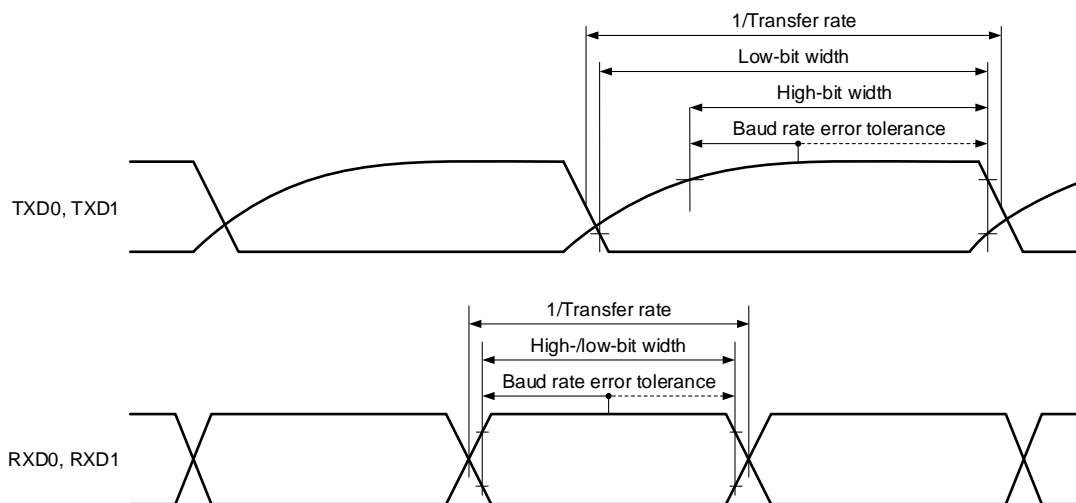 1/Transfer rate
Low-bit width
High-bit width
Baud rate error tolerance
TXD0, TXD1
1/Transfer rate
High-/low-bit width
Baud rate error tolerance
RXD0, RXD1